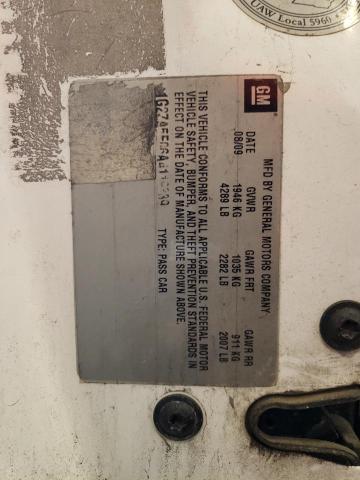 UAW Local 5960
GM
MFD BY GENERAL MOTORS COMPANY
DATE GVWR GAWR FRT GAWR RR
08/09 1946 KG 1035 KG 911 KG
4289 LB 2282 LB 2007 LB
THIS VEHICLE CONFORMS TO ALL APPLICABLE U.S. FEDERAL MOTOR
VEHICLE SAFETY, BUMPER, AND THEFT PREVENTION STANDARDS IN
EFFECT ON THE DATE OF MANUFACTURE SHOWN ABOVE.
TYPE: PASS CAR